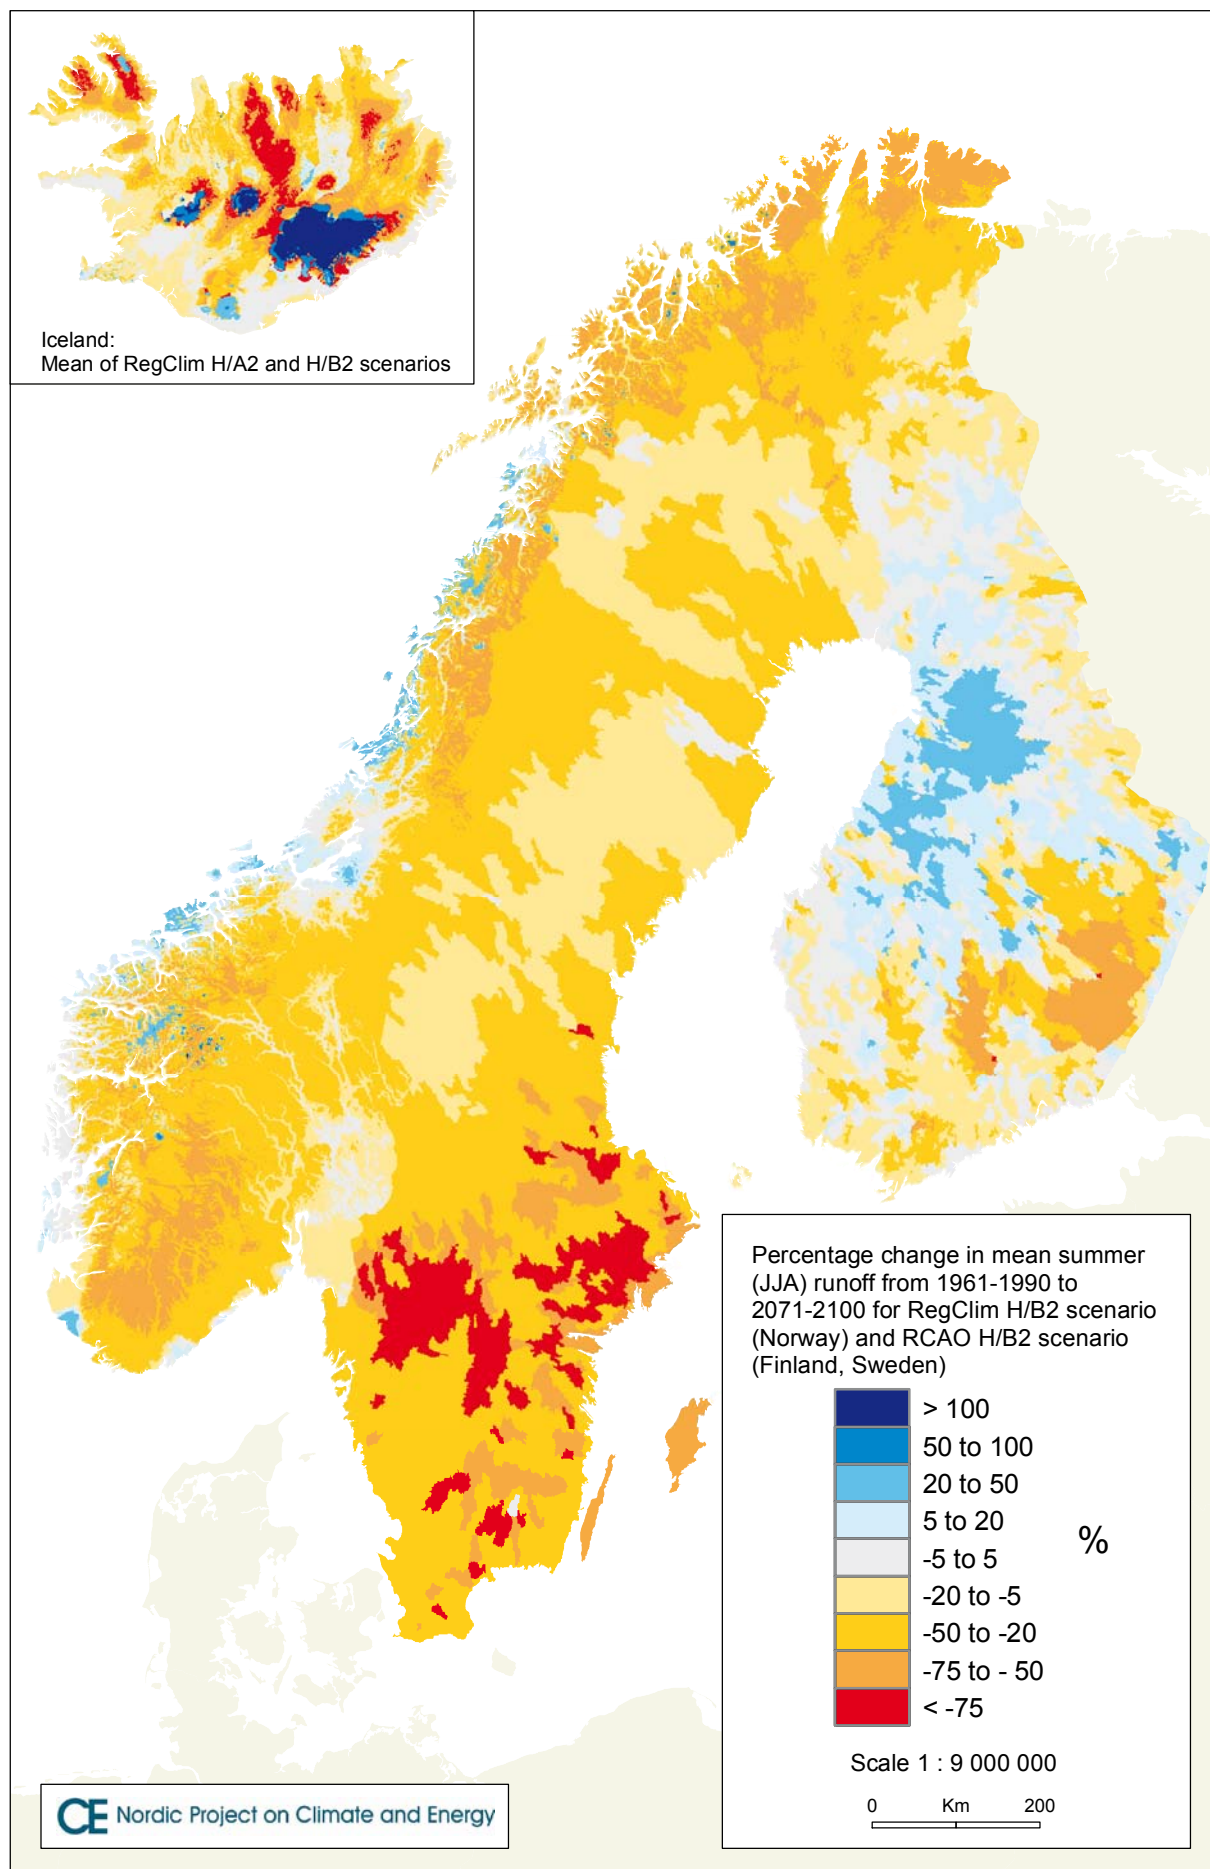 Iceland:
Mean of RegClim H/A2 and H/B2 scenarios
Percentage change in mean summer
(JJA) runoff from 1961-1990 to
2071-2100 for RegClim H/B2 scenario
(Norway) and RCAO H/B2 scenario
(Finland, Sweden)
> 100
50 to 100
20 to 50
5 to 20
-5 to 5
%
-20 to -5
-50 to -20
-75 to - 50
< -75
Scale 1 : 9 000 000
0 Km 200
CE Nordic Project on Climate and Energy